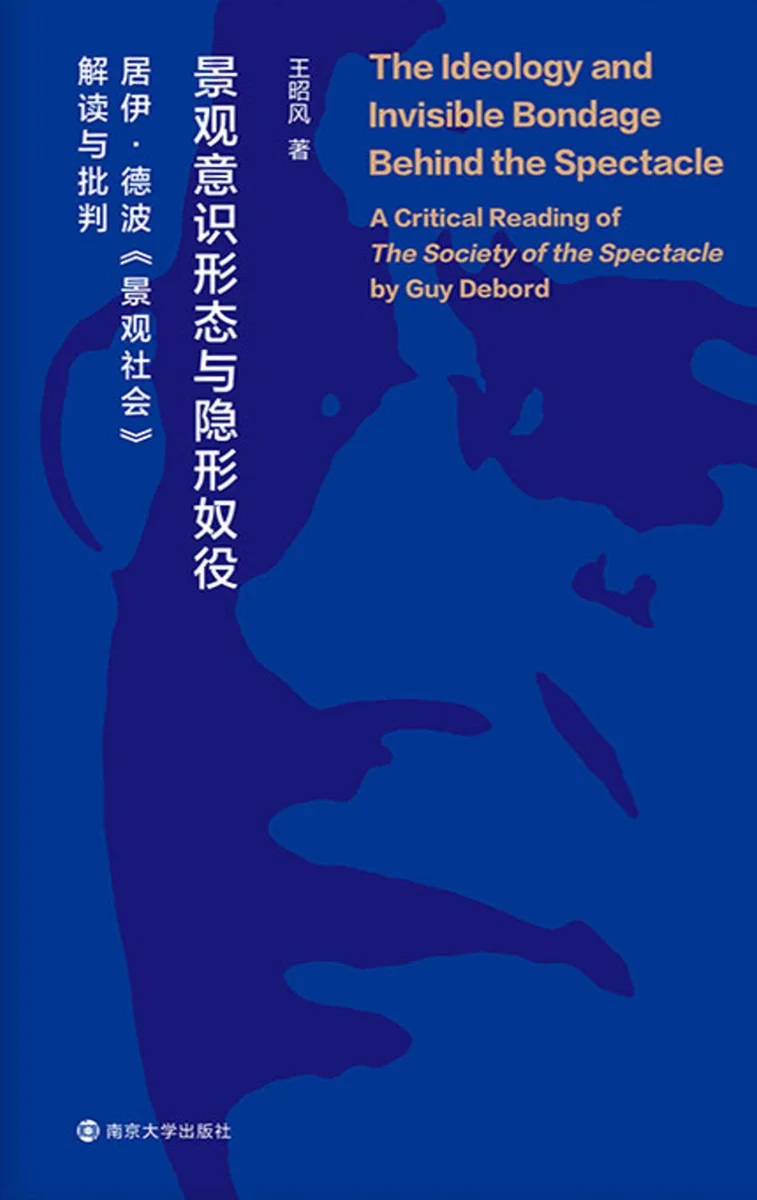 The Ideology and
Invisible Bondage
Behind the Spectacle
A Critical Reading of
The Society of the Spectacle
by Guy Debord
王昭风 著
景观意识形态与隐形奴役
居伊·德波《景观社会》
解读与批判
南京大学出版社